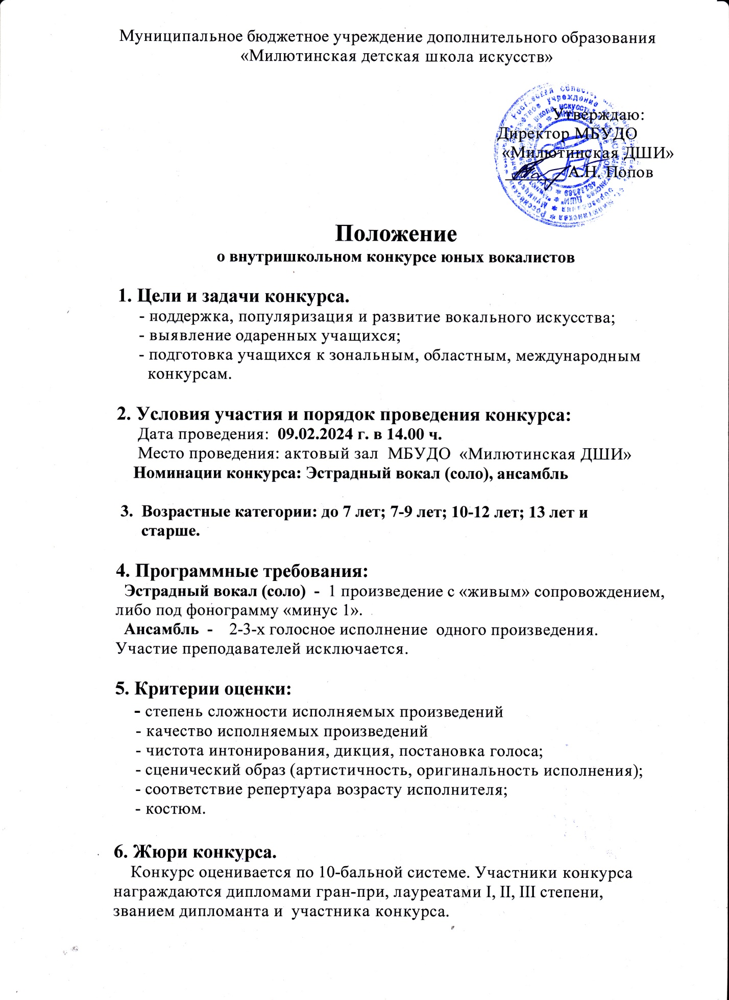 Муниципальное бюджетное учреждение дополнительного образования
«Милютинская детская школа искусств»
Утверждаю:
Директор МБУДО
«Милютинская ДШИ»
А.Н. Попов
Положение
о внутришкольном конкурсе юных вокалистов
1. Цели и задачи конкурса.
- поддержка, популяризация и развитие вокального искусства;
- выявление одаренных учащихся;
- подготовка учащихся к зональным, областным, международным
конкурсам.
2. Условия участия и порядок проведения конкурса:
Дата проведения: 09.02.2024 г. в 14.00 ч.
Место проведения: актовый зал МБУДО «Милютинская ДШИ»
Номинации конкурса: Эстрадный вокал (соло), ансамбль
3. Возрастные категории: до 7 лет; 7-9 лет; 10-12 лет; 13 лет и
старше.
4. Программные требования:
Эстрадный вокал (соло) - 1 произведение с «живым» сопровождением,
либо под фонограмму «минус 1».
Ансамбль - 2-3-х голосное исполнение одного произведения.
Участие преподавателей исключается.
5. Критерии оценки:
- степень сложности исполняемых произведений
- качество исполняемых произведений
- чистота интонирования, дикция, постановка голоса;
- сценический образ (артистичность, оригинальность исполнения);
- соответствие репертуара возрасту исполнителя;
- костюм.
6. Жюри конкурса.
Конкурс оценивается по 10-бальной системе. Участники конкурса
награждаются дипломами гран-при, лауреатами I, II, III степени,
званием дипломанта и участника конкурса.